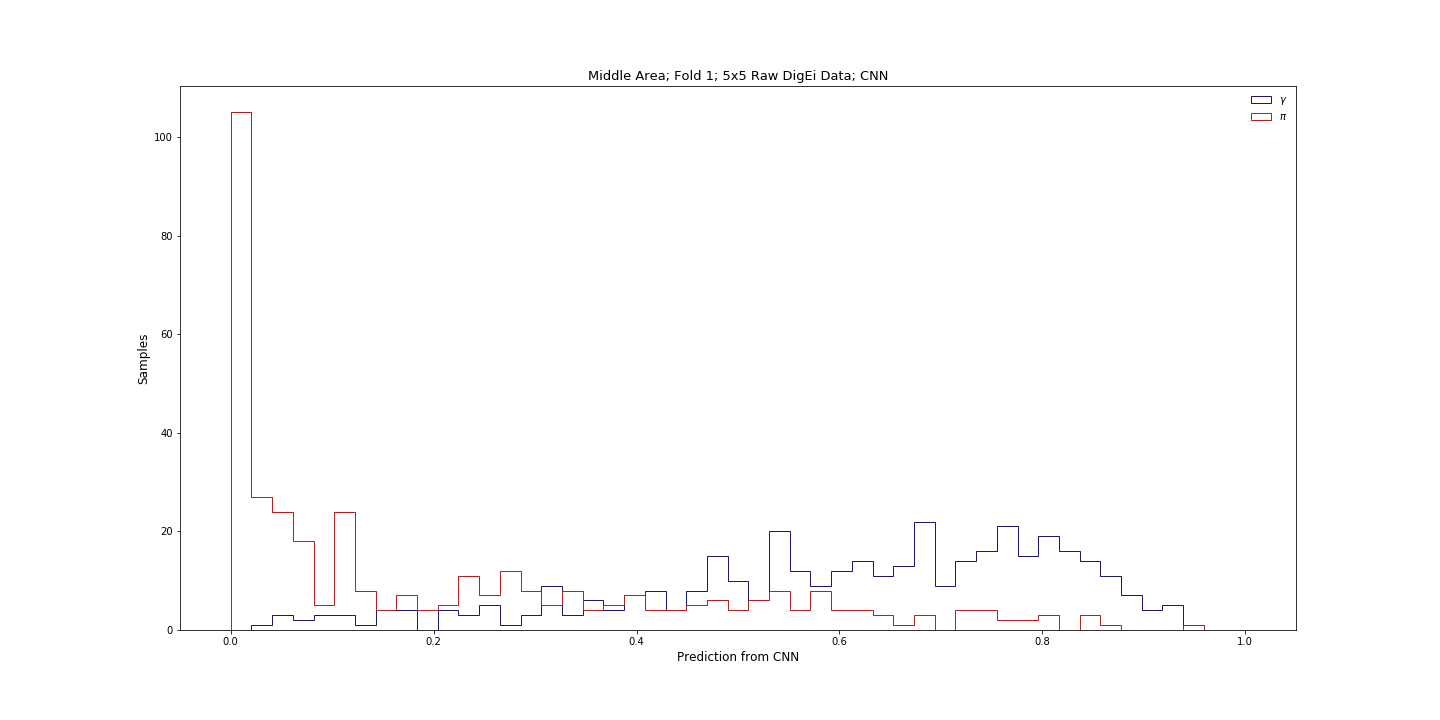 Middle Area; Fold 1; 5x5 Raw DigEi Data; CNN
γ
π
100
80
60
40
20
0
Samples
0.0 0.2 0.4 0.6 0.8 1.0
Prediction from CNN